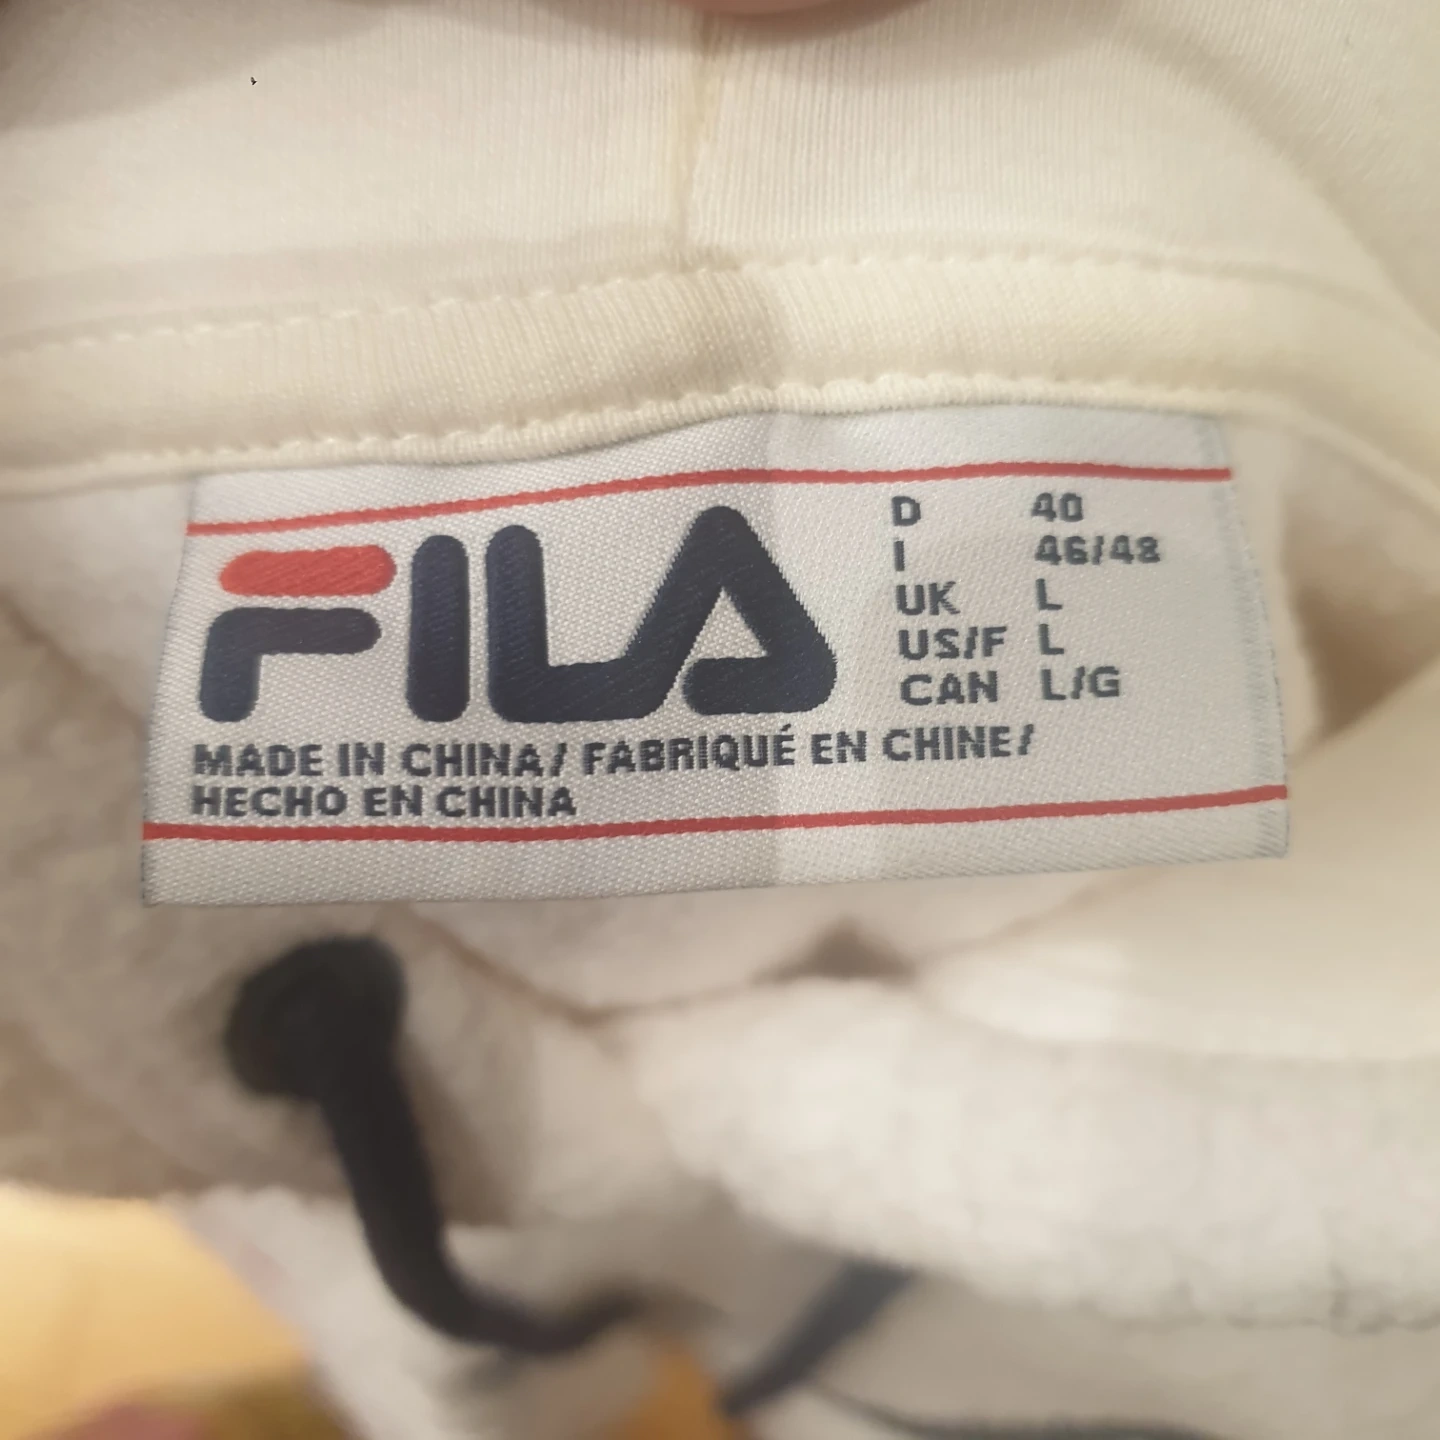 FILA
D 40
I 46/48
UK L
US/F L
CAN L/G
MADE IN CHINA/ FABRIQUÉ EN CHINE/
HECHO EN CHINA